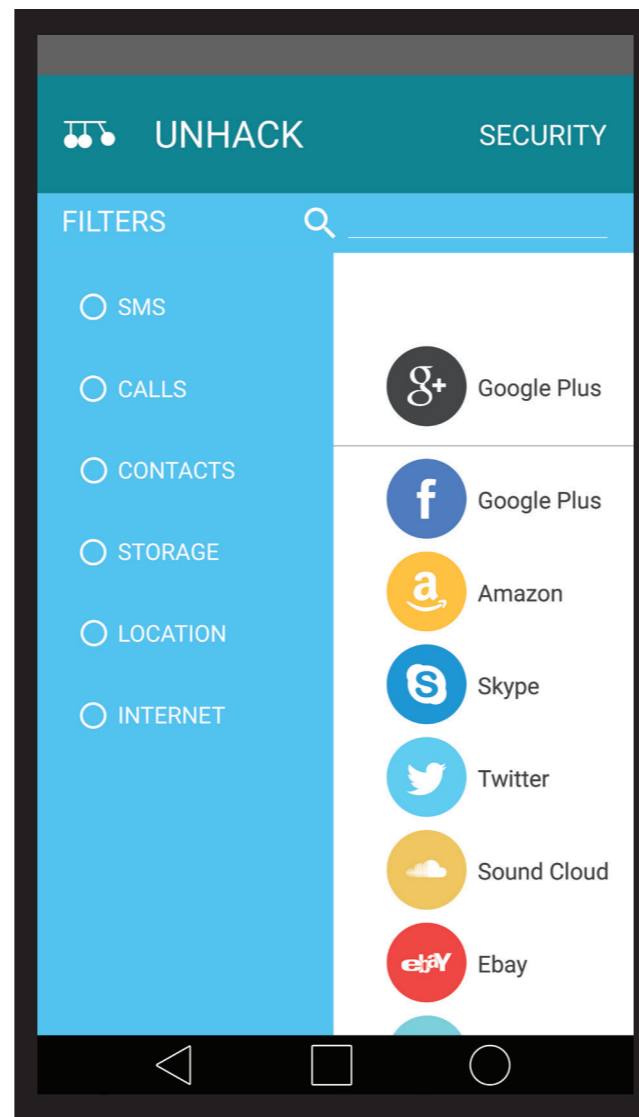 UNHACK
SECURITY
FILTERS
SMS
CALLS
CONTACTS
STORAGE
LOCATION
INTERNET
g+ Google Plus
f Google Plus
a Amazon
S Skype
Twitter
Sound Cloud
ebaY Ebay